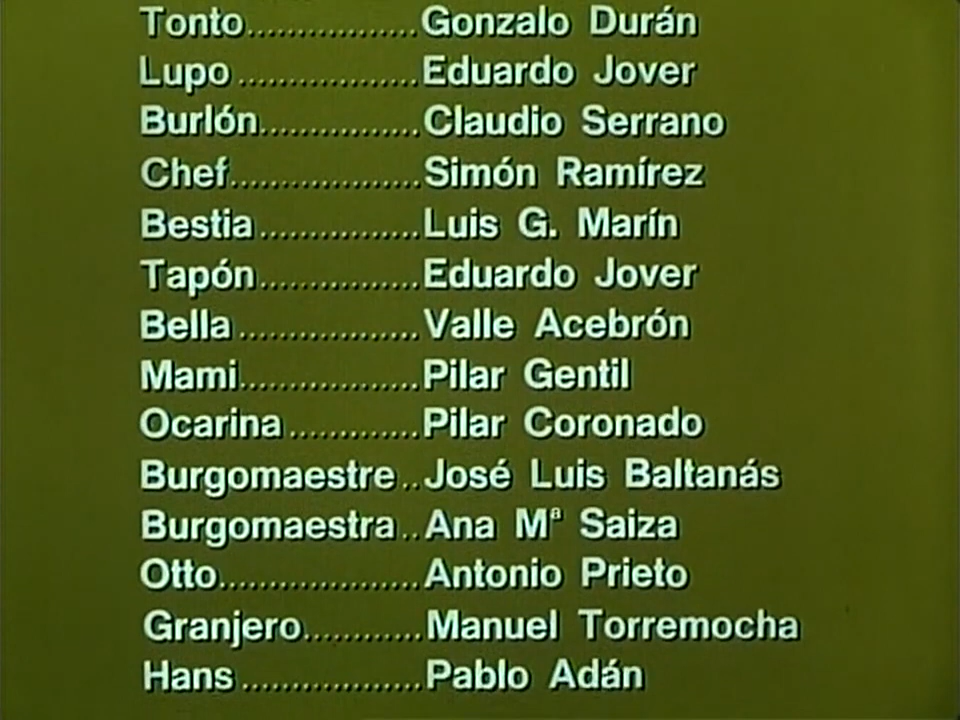 Tonto.................Gonzalo Durán
Lupo ..................Eduardo Jover
Burlón................Claudio Serrano
Chef...................Simón Ramírez
Bestia ................Luis G. Marín
Tapón................Eduardo Jover
Bella ..................Valle Acebrón
Mami..................Pilar Gentil
Ocarina .............Pilar Coronado
Burgomaestre ..José Luis Baltanás
Burgomaestra ..Ana Mª Saiza
Otto....................Antonio Prieto
Granjero............Manuel Torremocha
Hans ..................Pablo Adán